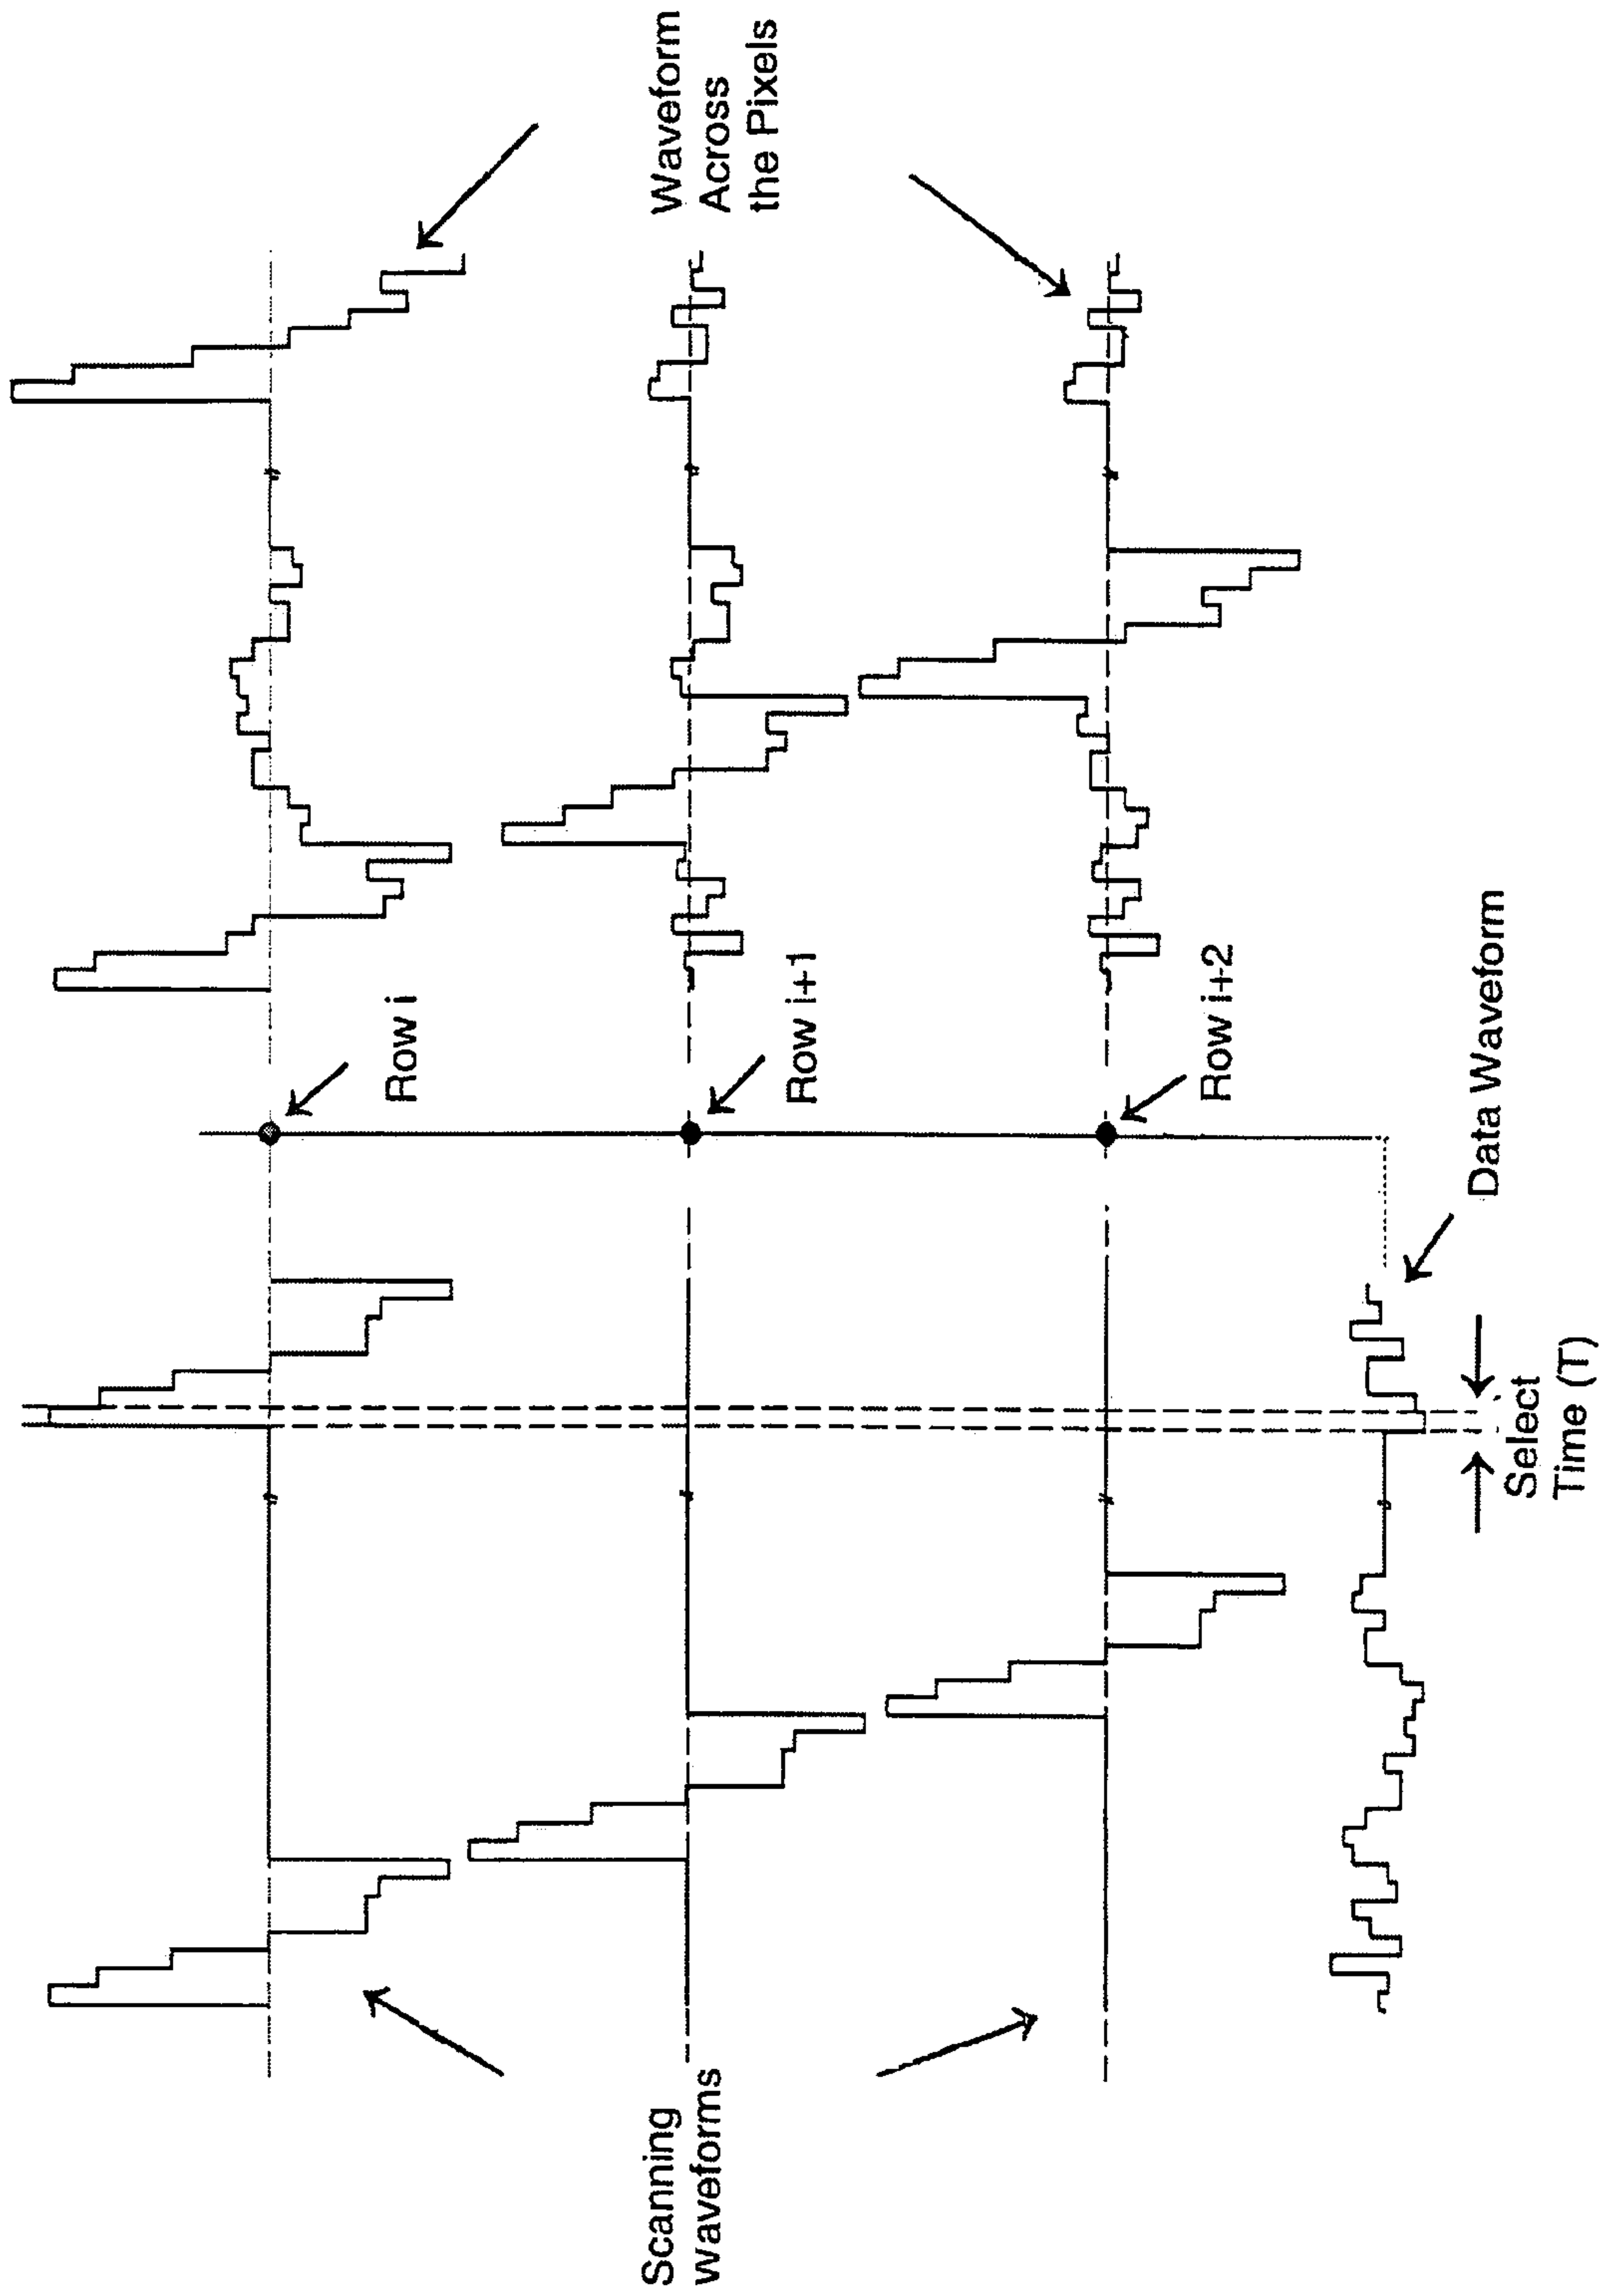 Scanning
waveforms
Waveform
Across
the Pixels
Row i
Row i+1
Row i+2
Data Waveform
Select
Time (T)